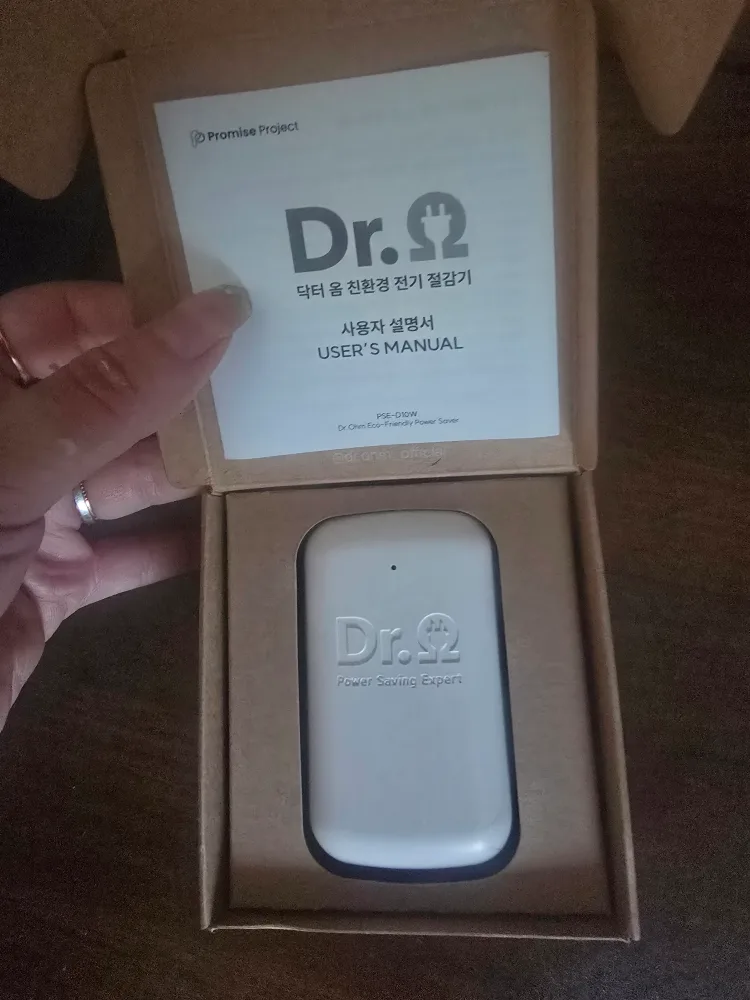 Promise Project
Dr.Ω
닥터 옴 친환경 전기 절감기
사용자 설명서
USER'S MANUAL
PSE-D10W
Dr.Ohm Eco-Friendly Power Saver
Dr.Ω
Power Saving Expert